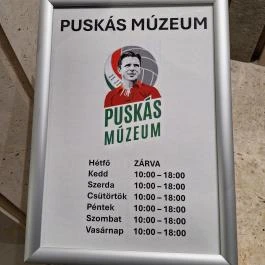 PUSKÁS MÚZEUM
PUSKÁS
MÚZEUM
Hétfő ZÁRVA
Kedd 10:00 – 18:00
Szerda 10:00 – 18:00
Csütörtök 10:00 – 18:00
Péntek 10:00 – 18:00
Szombat 10:00 – 18:00
Vasárnap 10:00 – 18:00